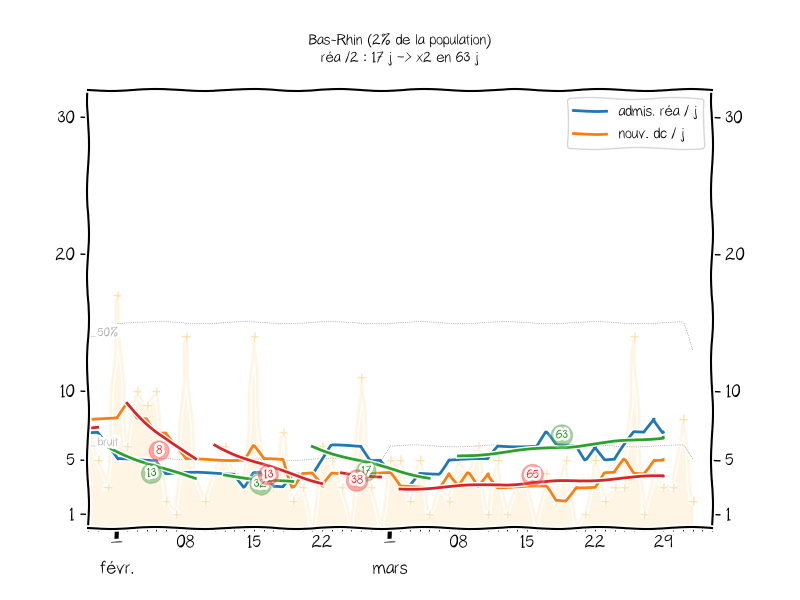 Bas-Rhin (2% de la population)
réa /2 : 17 j -> x2 en 63 j
admis. réa / j
nouv. dc / j
30 30
20 20
50%
10 10
bruit
63
8
13
13
17
38
65
5 5
1 1
08 15 22 08 15 22 29
févr. mars